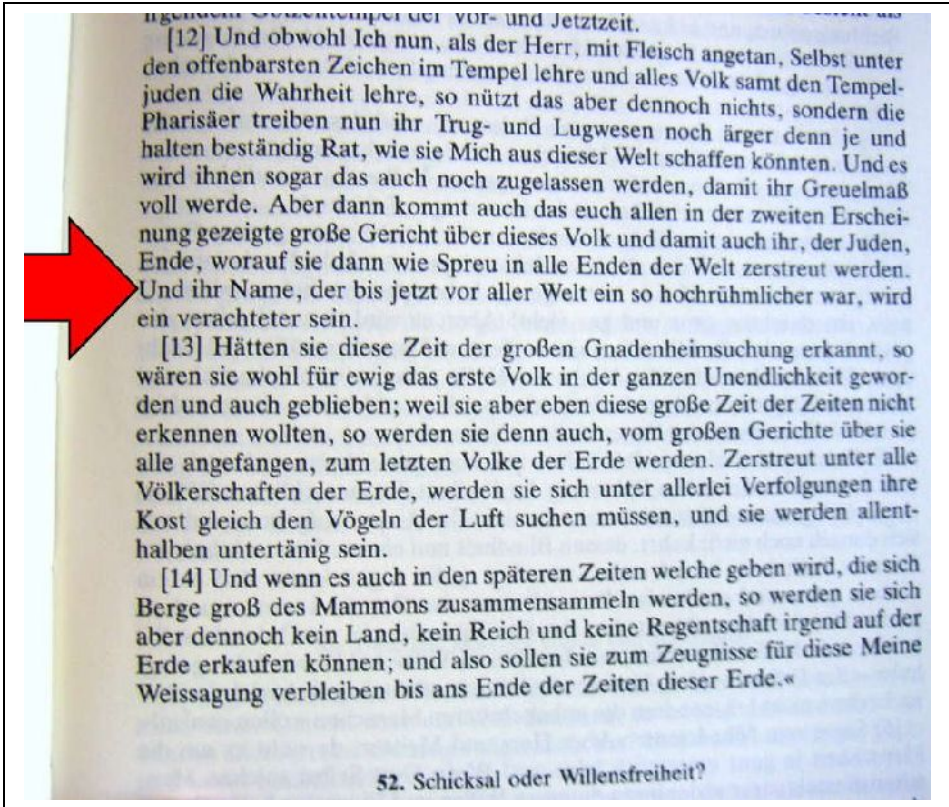 irgendein Götzentempel der Vor- und Jetztzeit.
[12] Und obwohl Ich nun, als der Herr, mit Fleisch angetan, Selbst unter
den offenbarsten Zeichen im Tempel lehre und alles Volk samt den Tempel-
juden die Wahrheit lehre, so nützt das aber dennoch nichts, sondern die
Pharisäer treiben nun ihr Trug- und Lugwesen noch ärger denn je und
halten beständig Rat, wie sie Mich aus dieser Welt schaffen könnten. Und es
wird ihnen sogar das auch noch zugelassen werden, damit ihr Greuelmaß
voll werde. Aber dann kommt auch das euch allen in der zweiten Erschei-
nung gezeigte große Gericht über dieses Volk und damit auch ihr, der Juden,
Ende, worauf sie dann wie Spreu in alle Enden der Welt zerstreut werden.
Und ihr Name, der bis jetzt vor aller Welt ein so hochrühmlicher war, wird
ein verachteter sein.
[13] Hätten sie diese Zeit der großen Gnadenheimsuchung erkannt, so
wären sie wohl für ewig das erste Volk in der ganzen Unendlichkeit gewor-
den und auch geblieben; weil sie aber eben diese große Zeit der Zeiten nicht
erkennen wollten, so werden sie denn auch, vom großen Gerichte über sie
alle angefangen, zum letzten Volke der Erde werden. Zerstreut unter alle
Völkerschaften der Erde, werden sie sich unter allerlei Verfolgungen ihre
Kost gleich den Vögeln der Luft suchen müssen, und sie werden allent-
halben untertänig sein.
[14] Und wenn es auch in den späteren Zeiten welche geben wird, die sich
Berge groß des Mammons zusammensammeln werden, so werden sie sich
aber dennoch kein Land, kein Reich und keine Regentschaft irgend auf der
Erde erkaufen können; und also sollen sie zum Zeugnisse für diese Meine
Weissagung verbleiben bis ans Ende der Zeiten dieser Erde.«
52. Schicksal oder Willensfreiheit?